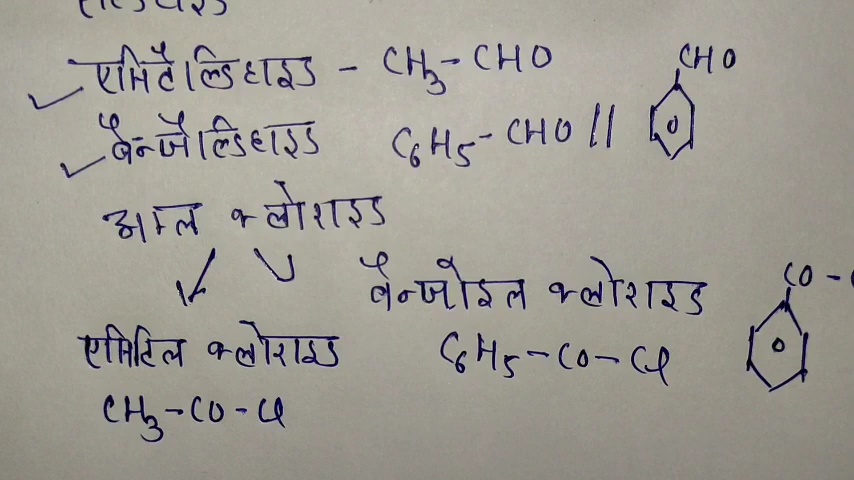 एसिटैल्डिहाइड - CH3-CHO CHO
बैन्जैल्डिहाइड C6H5-CHO //
अम्ल क्लोराइड
बैन्जोइल क्लोराइड CO-
एसिटिल क्लोराइड C6H5-CO-Cl
CH3-CO-Cl